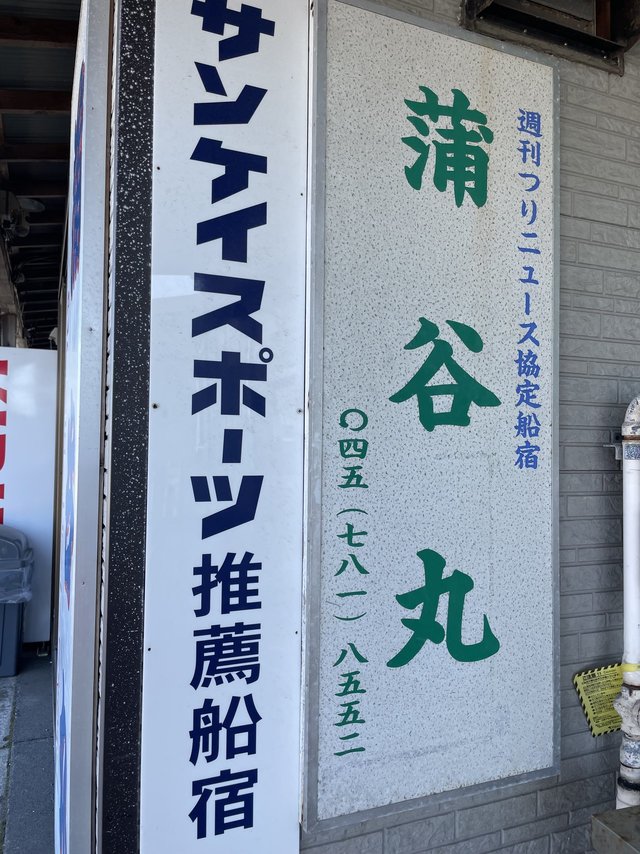 週刊つりニュース協定船宿
蒲谷丸
〇四五(七八一)八五五二
サンケイスポーツ推薦船宿